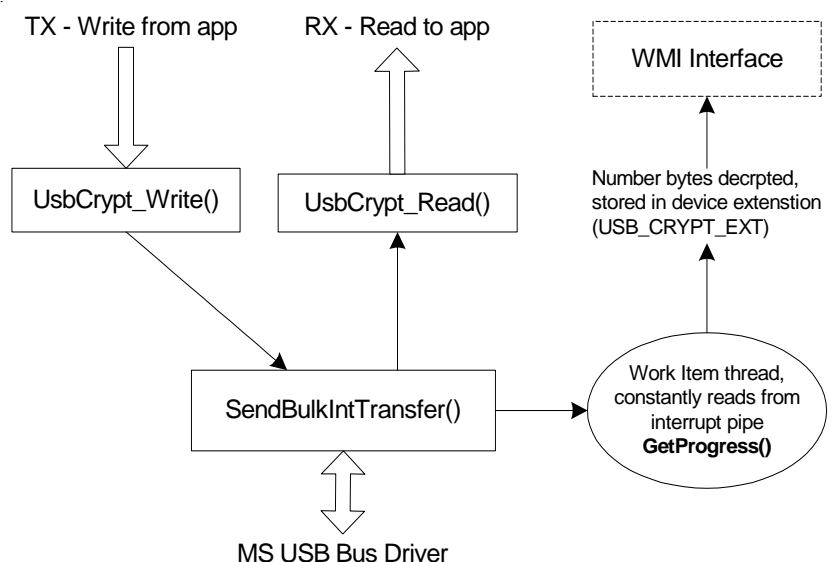 TX - Write from app
RX - Read to app
WMI Interface
UsbCrypt_Write()
UsbCrypt_Read()
Number bytes decrpted,
stored in device extenstion
(USB_CRYPT_EXT)
SendBulkIntTransfer()
Work Item thread,
constantly reads from
interrupt pipe
GetProgress()
MS USB Bus Driver